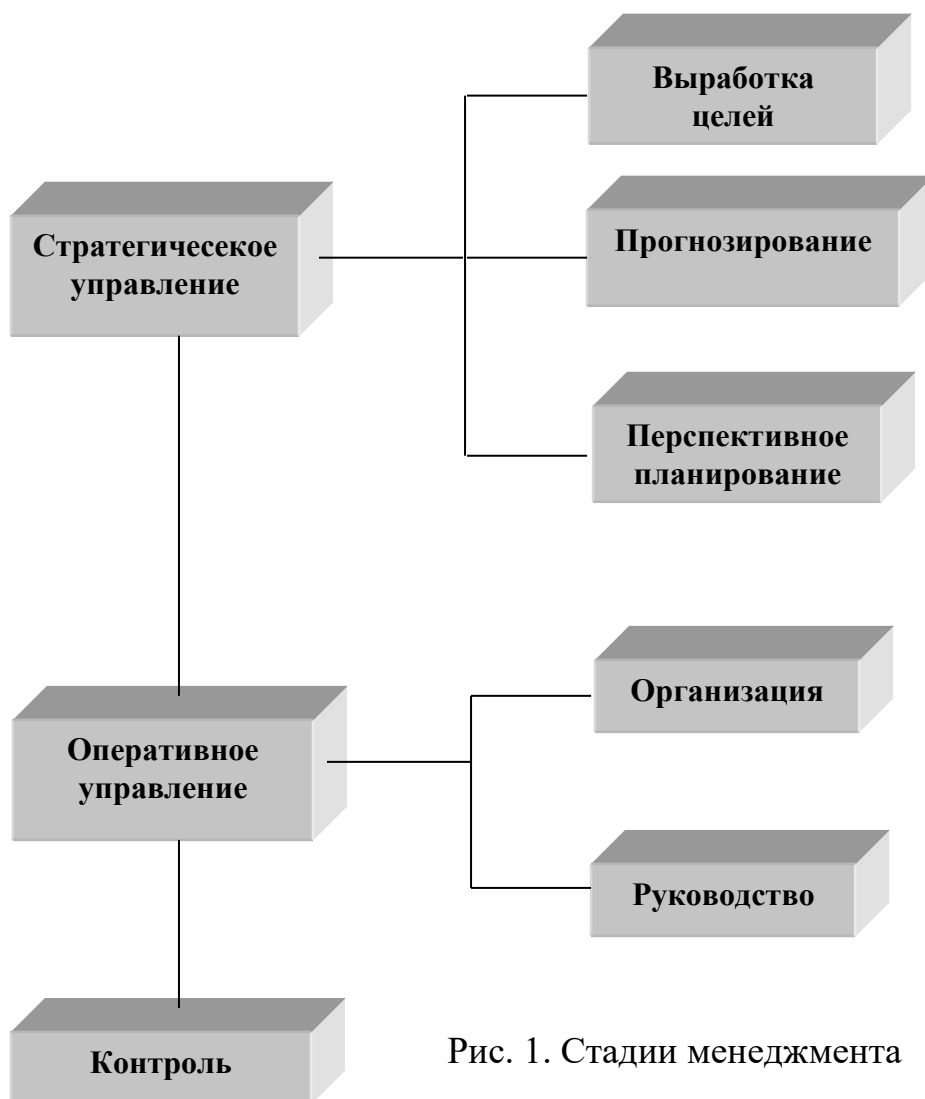 Выработка
целей
Стратегичесекое
управление
Прогнозирование
Перспективное
планирование
Организация
Оперативное
управление
Руководство
Контроль
Рис. 1. Стадии менеджмента